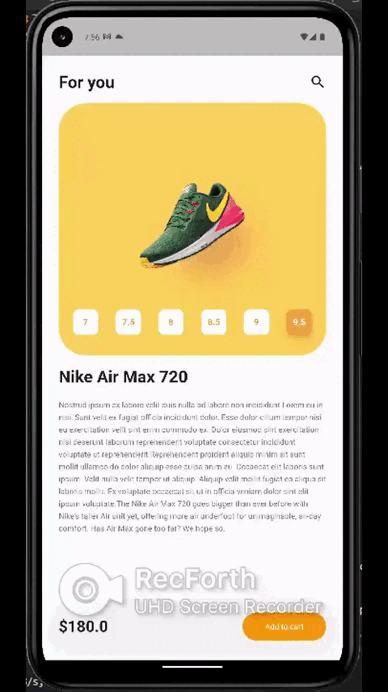 7:56
For you
7
7.5
8
8.5
9
9.5
Nike Air Max 720
Nostrud ipsum ex labore velit quis nulla ad labore non incididunt Lorem eu in
nisi. Sunt velit ex fugiat officia incididunt dolor. Esse dolor cillum tempor nisi
eu exercitation velit sint enim commodo ex. Dolor eiusmod sint exercitation
nisi deserunt laborum reprehenderit voluptate consectetur incididunt
voluptate ut reprehenderit. Reprehenderit proident aliquip minim sit sunt
mollit ullamco do dolor aliquip esse culpa anim eu. Occaecat elit labore sunt
ipsum. Velit nulla velit tempor ut aliquip. Aliquip velit mollit fugiat ea aliqua sit
laboris mollit. Ex voluptate occaecat sit ut in officia veniam dolor sint elit
ipsum voluptate.The Nike Air Max 720 goes bigger than ever before with
Nike's taller Air unit yet, offering more air underfoot for unimaginable, all-day
comfort. Has Air Max gone too far? We hope so.
RecForth
UHD Screen Recorder
$180.0
Add to cart